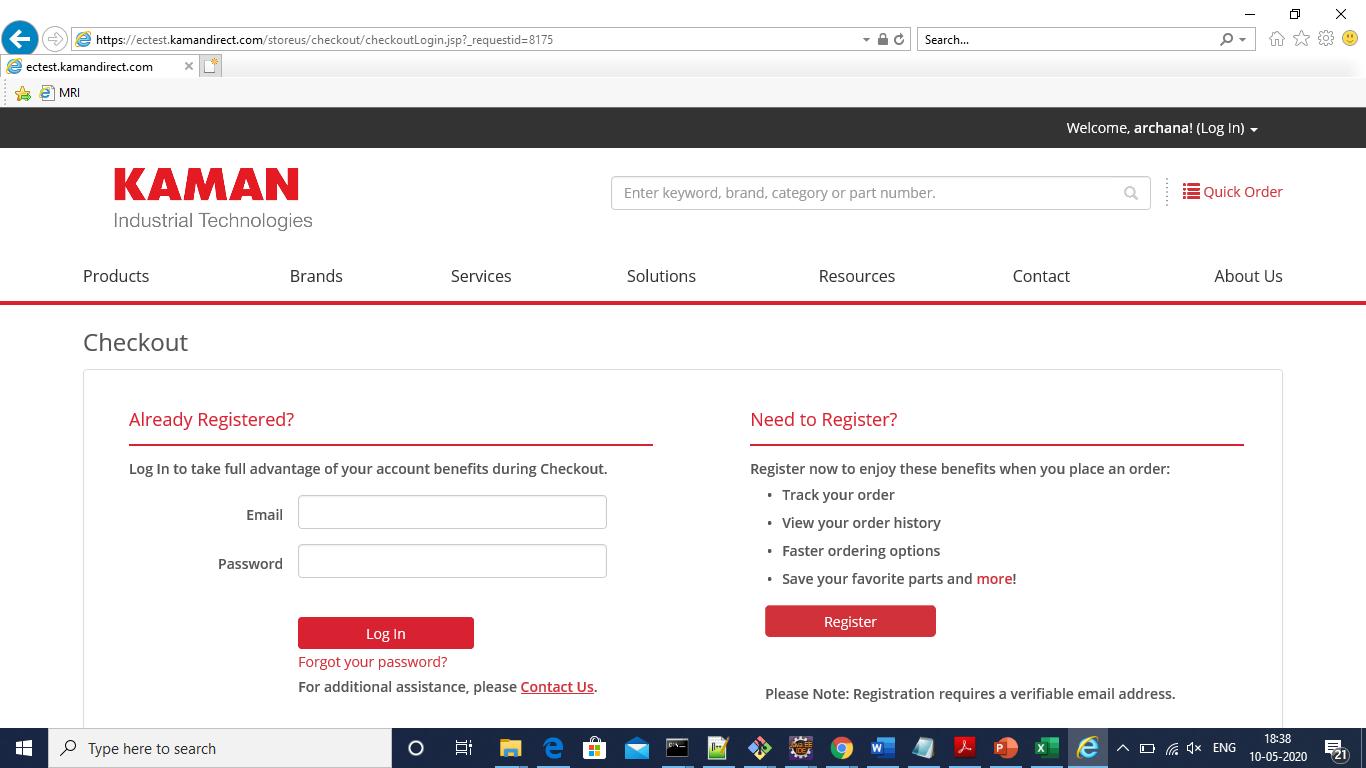 https://ectest.kamandirect.com/storeus/checkout/checkoutLogin.jsp?_requestid=8175
Search...
ectest.kamandirect.com
MRI
Welcome, archana! (Log In)
KAMAN
Industrial Technologies
Enter keyword, brand, category or part number.
Quick Order
Products Brands Services Solutions Resources Contact About Us
Checkout
Already Registered?
Log In to take full advantage of your account benefits during Checkout.
Email
Password
Log In
Forgot your password?
For additional assistance, please Contact Us.
Need to Register?
Register now to enjoy these benefits when you place an order:
• Track your order
• View your order history
• Faster ordering options
• Save your favorite parts and more!
Register
Please Note: Registration requires a verifiable email address.
Type here to search
ENG
18:38
10-05-2020
21